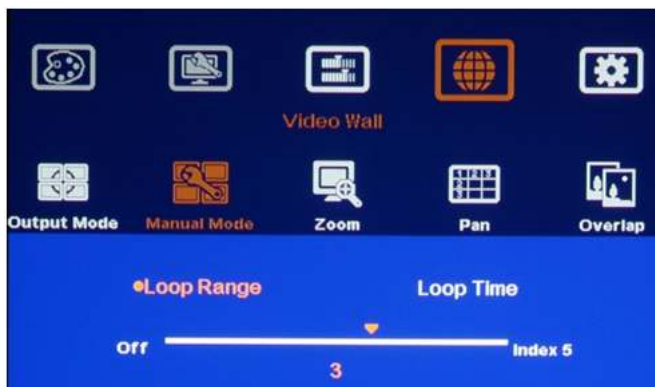 Video Wall
Output Mode
Manual Mode
Zoom
Pan
Overlap
Loop Range
Loop Time
Off
Index 5
3